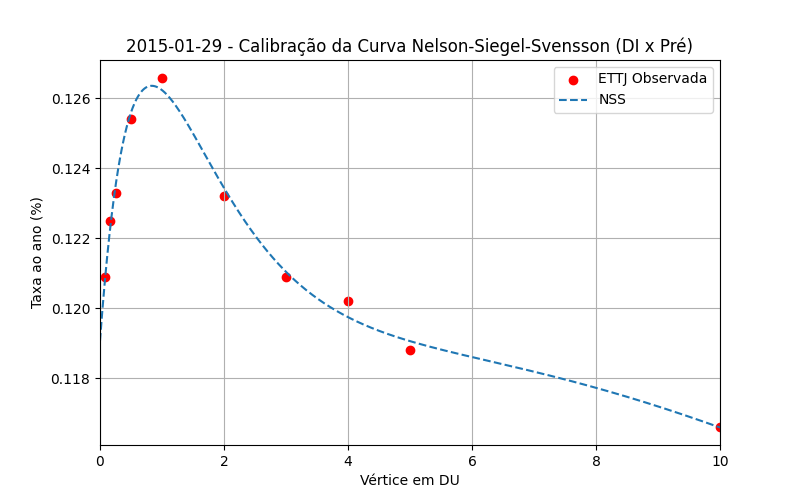 2015-01-29 - Calibração da Curva Nelson-Siegel-Svensson (DI x Pré)
ETTJ Observada
NSS
Taxa ao ano (%)
0.126
0.124
0.122
0.120
0.118
0 2 4 6 8 10
Vértice em DU